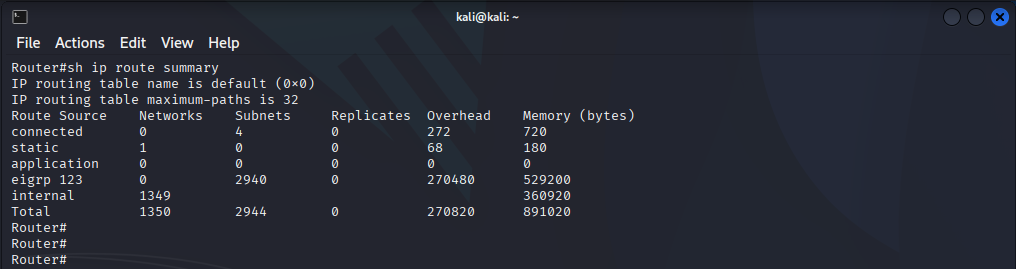 kali@kali: ~
File Actions Edit View Help
Router#sh ip route summary
IP routing table name is default (0×0)
IP routing table maximum-paths is 32
Route Source    Networks    Subnets     Replicates  Overhead    Memory (bytes)
connected       0           4           0           272         720
static          1           0           0           68          180
application     0           0           0           0           0
eigrp 123       0           2940        0           270480      529200
internal        1349                                            360920
Total           1350        2944        0           270820      891020
Router#
Router#
Router#